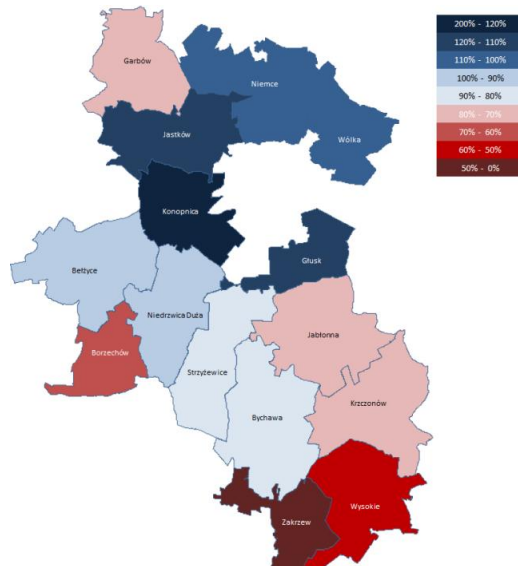 200% - 120%
120% - 110%
110% - 100%
100% - 90%
90% - 80%
80% - 70%
70% - 60%
60% - 50%
50% - 0%
Garbów
Niemce
Jastków
Wólka
Konopnica
Głusk
Bełżyce
Niedrzwica Duża
Jabłonna
Borzechów
Strzyżewice
Krzczonów
Bychawa
Wysokie
Zakrzew